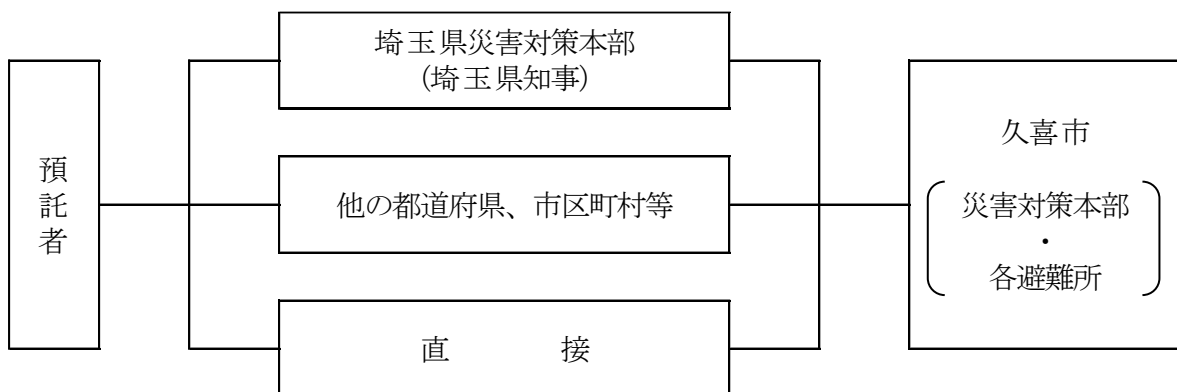 預託者
埼玉県災害対策本部
(埼玉県知事)
他の都道府県、市区町村等
直 接
久喜市
災害対策本部
・
各避難所